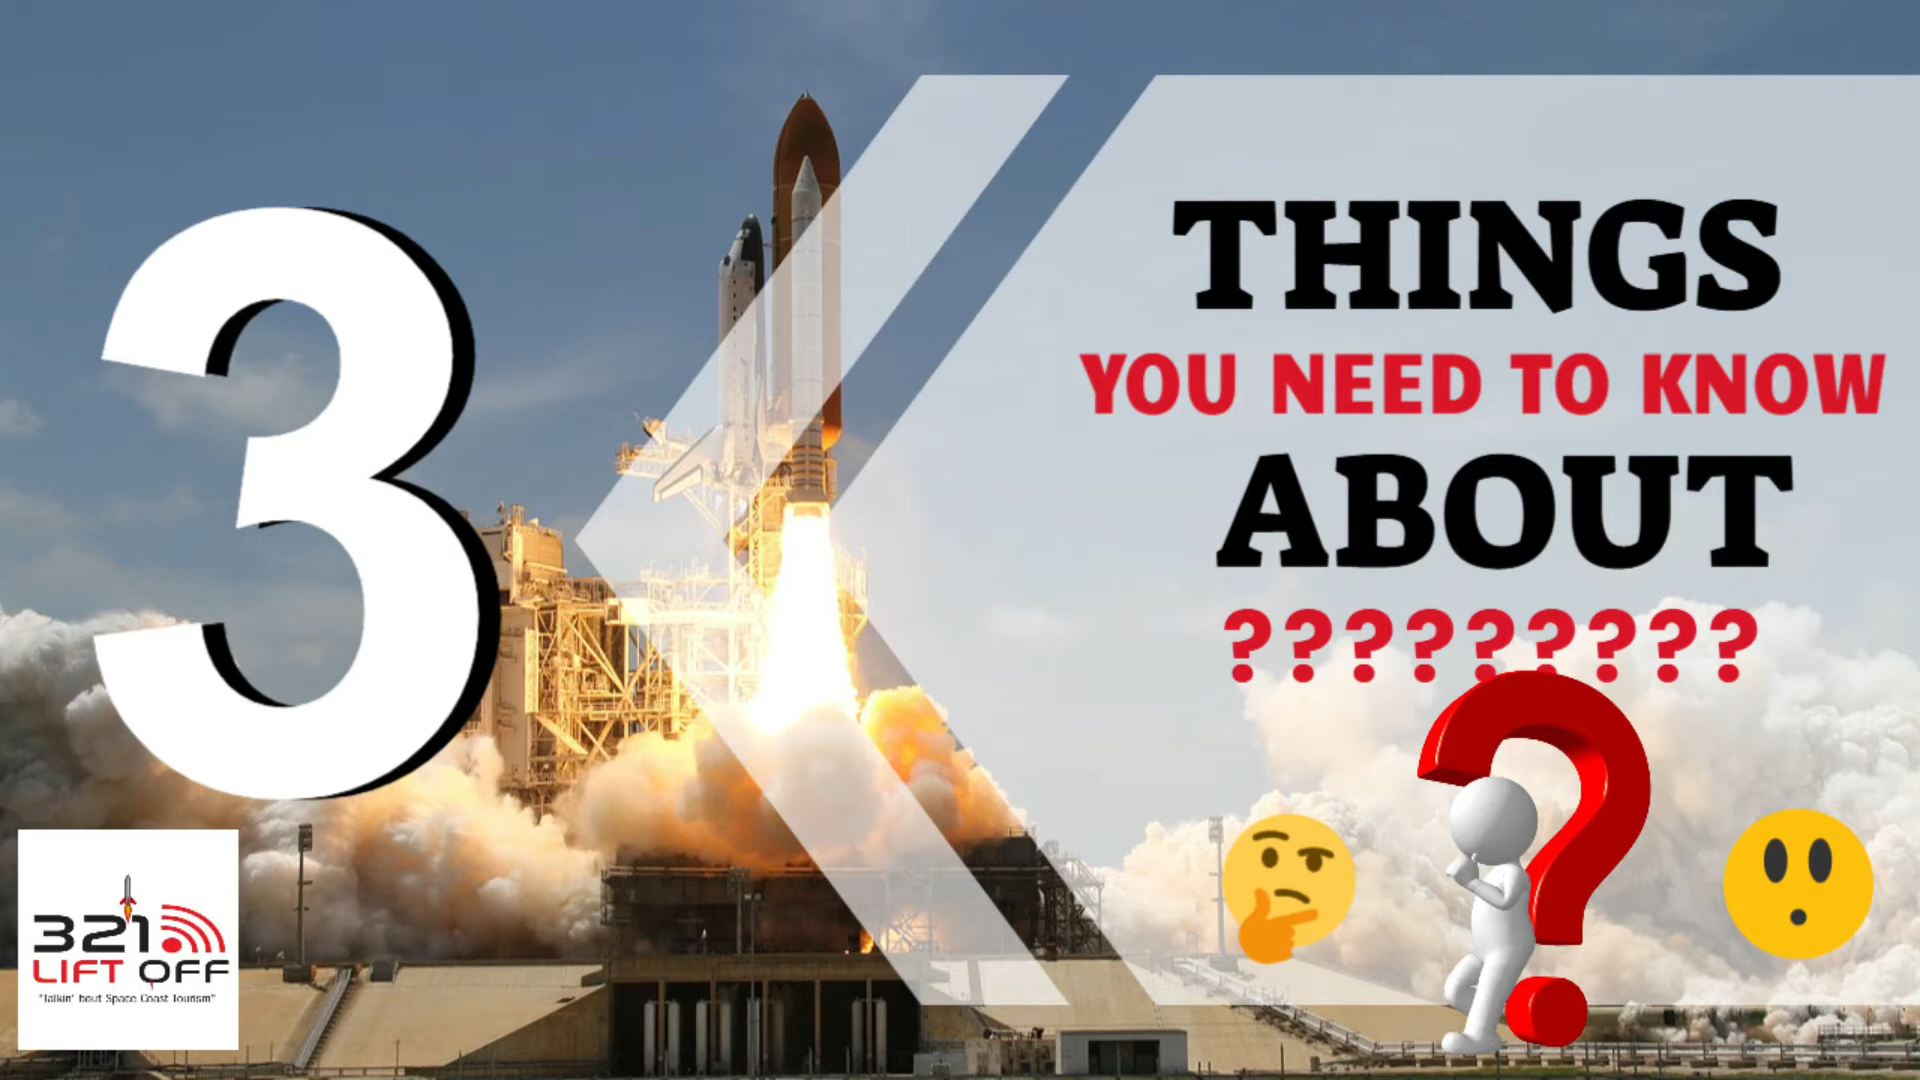 3
THINGS
YOU NEED TO KNOW
ABOUT
?????????
321
LIFT OFF
"Talkin' bout Space Coast Tourism"